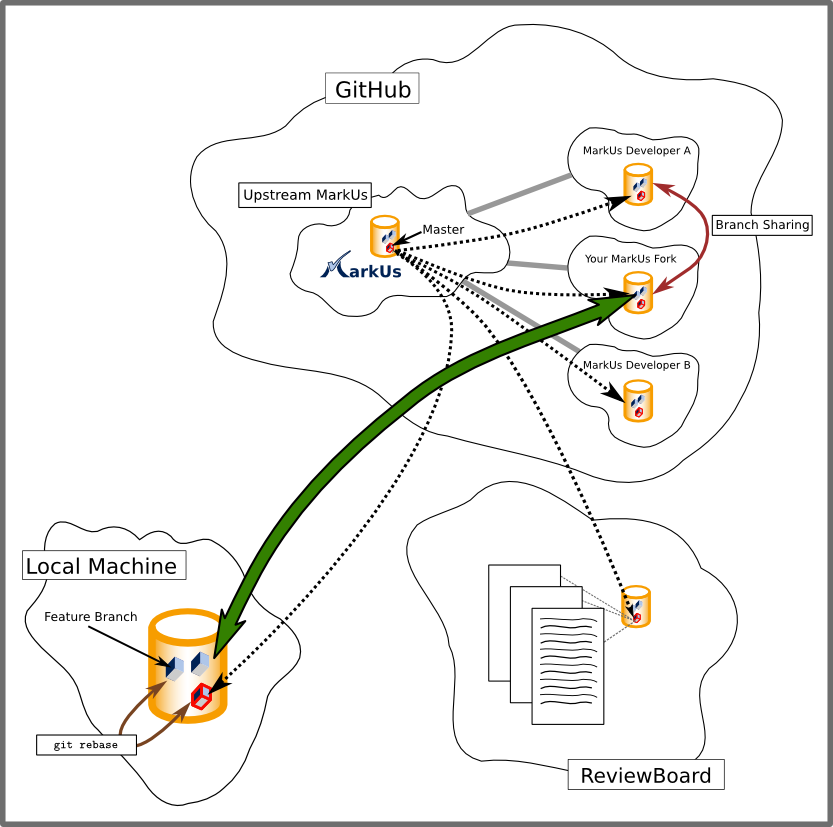 GitHub
MarkUs Developer A
Upstream MarkUs
Master
Branch Sharing
MarkUs
Your MarkUs Fork
MarkUs Developer B
Local Machine
Feature Branch
git rebase
ReviewBoard